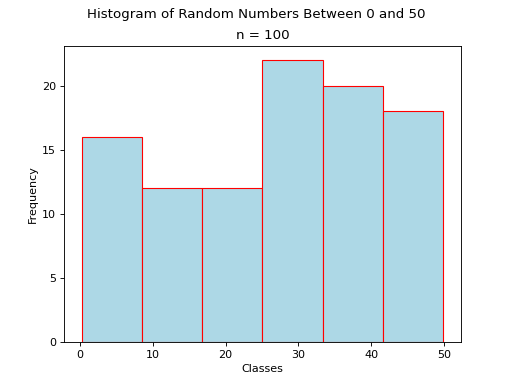 Histogram of Random Numbers Between 0 and 50
n = 100
20
15
10
5
0
Frequency
0 10 20 30 40 50
Classes